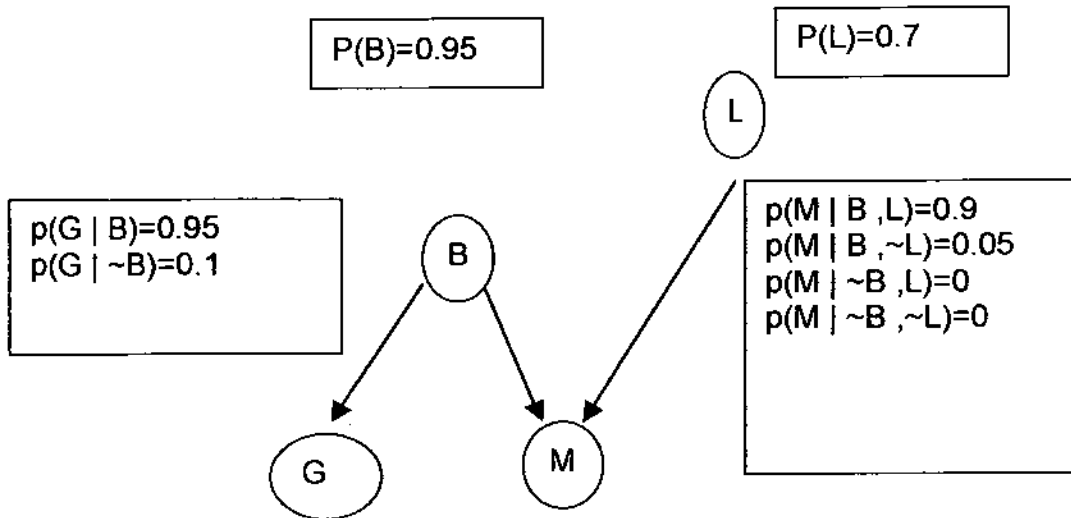 P(B)=0.95
P(L)=0.7
L
p(G | B)=0.95
p(G | ~B)=0.1
B
p(M | B ,L)=0.9
p(M | B ,~L)=0.05
p(M | ~B ,L)=0
p(M | ~B ,~L)=0
G
M